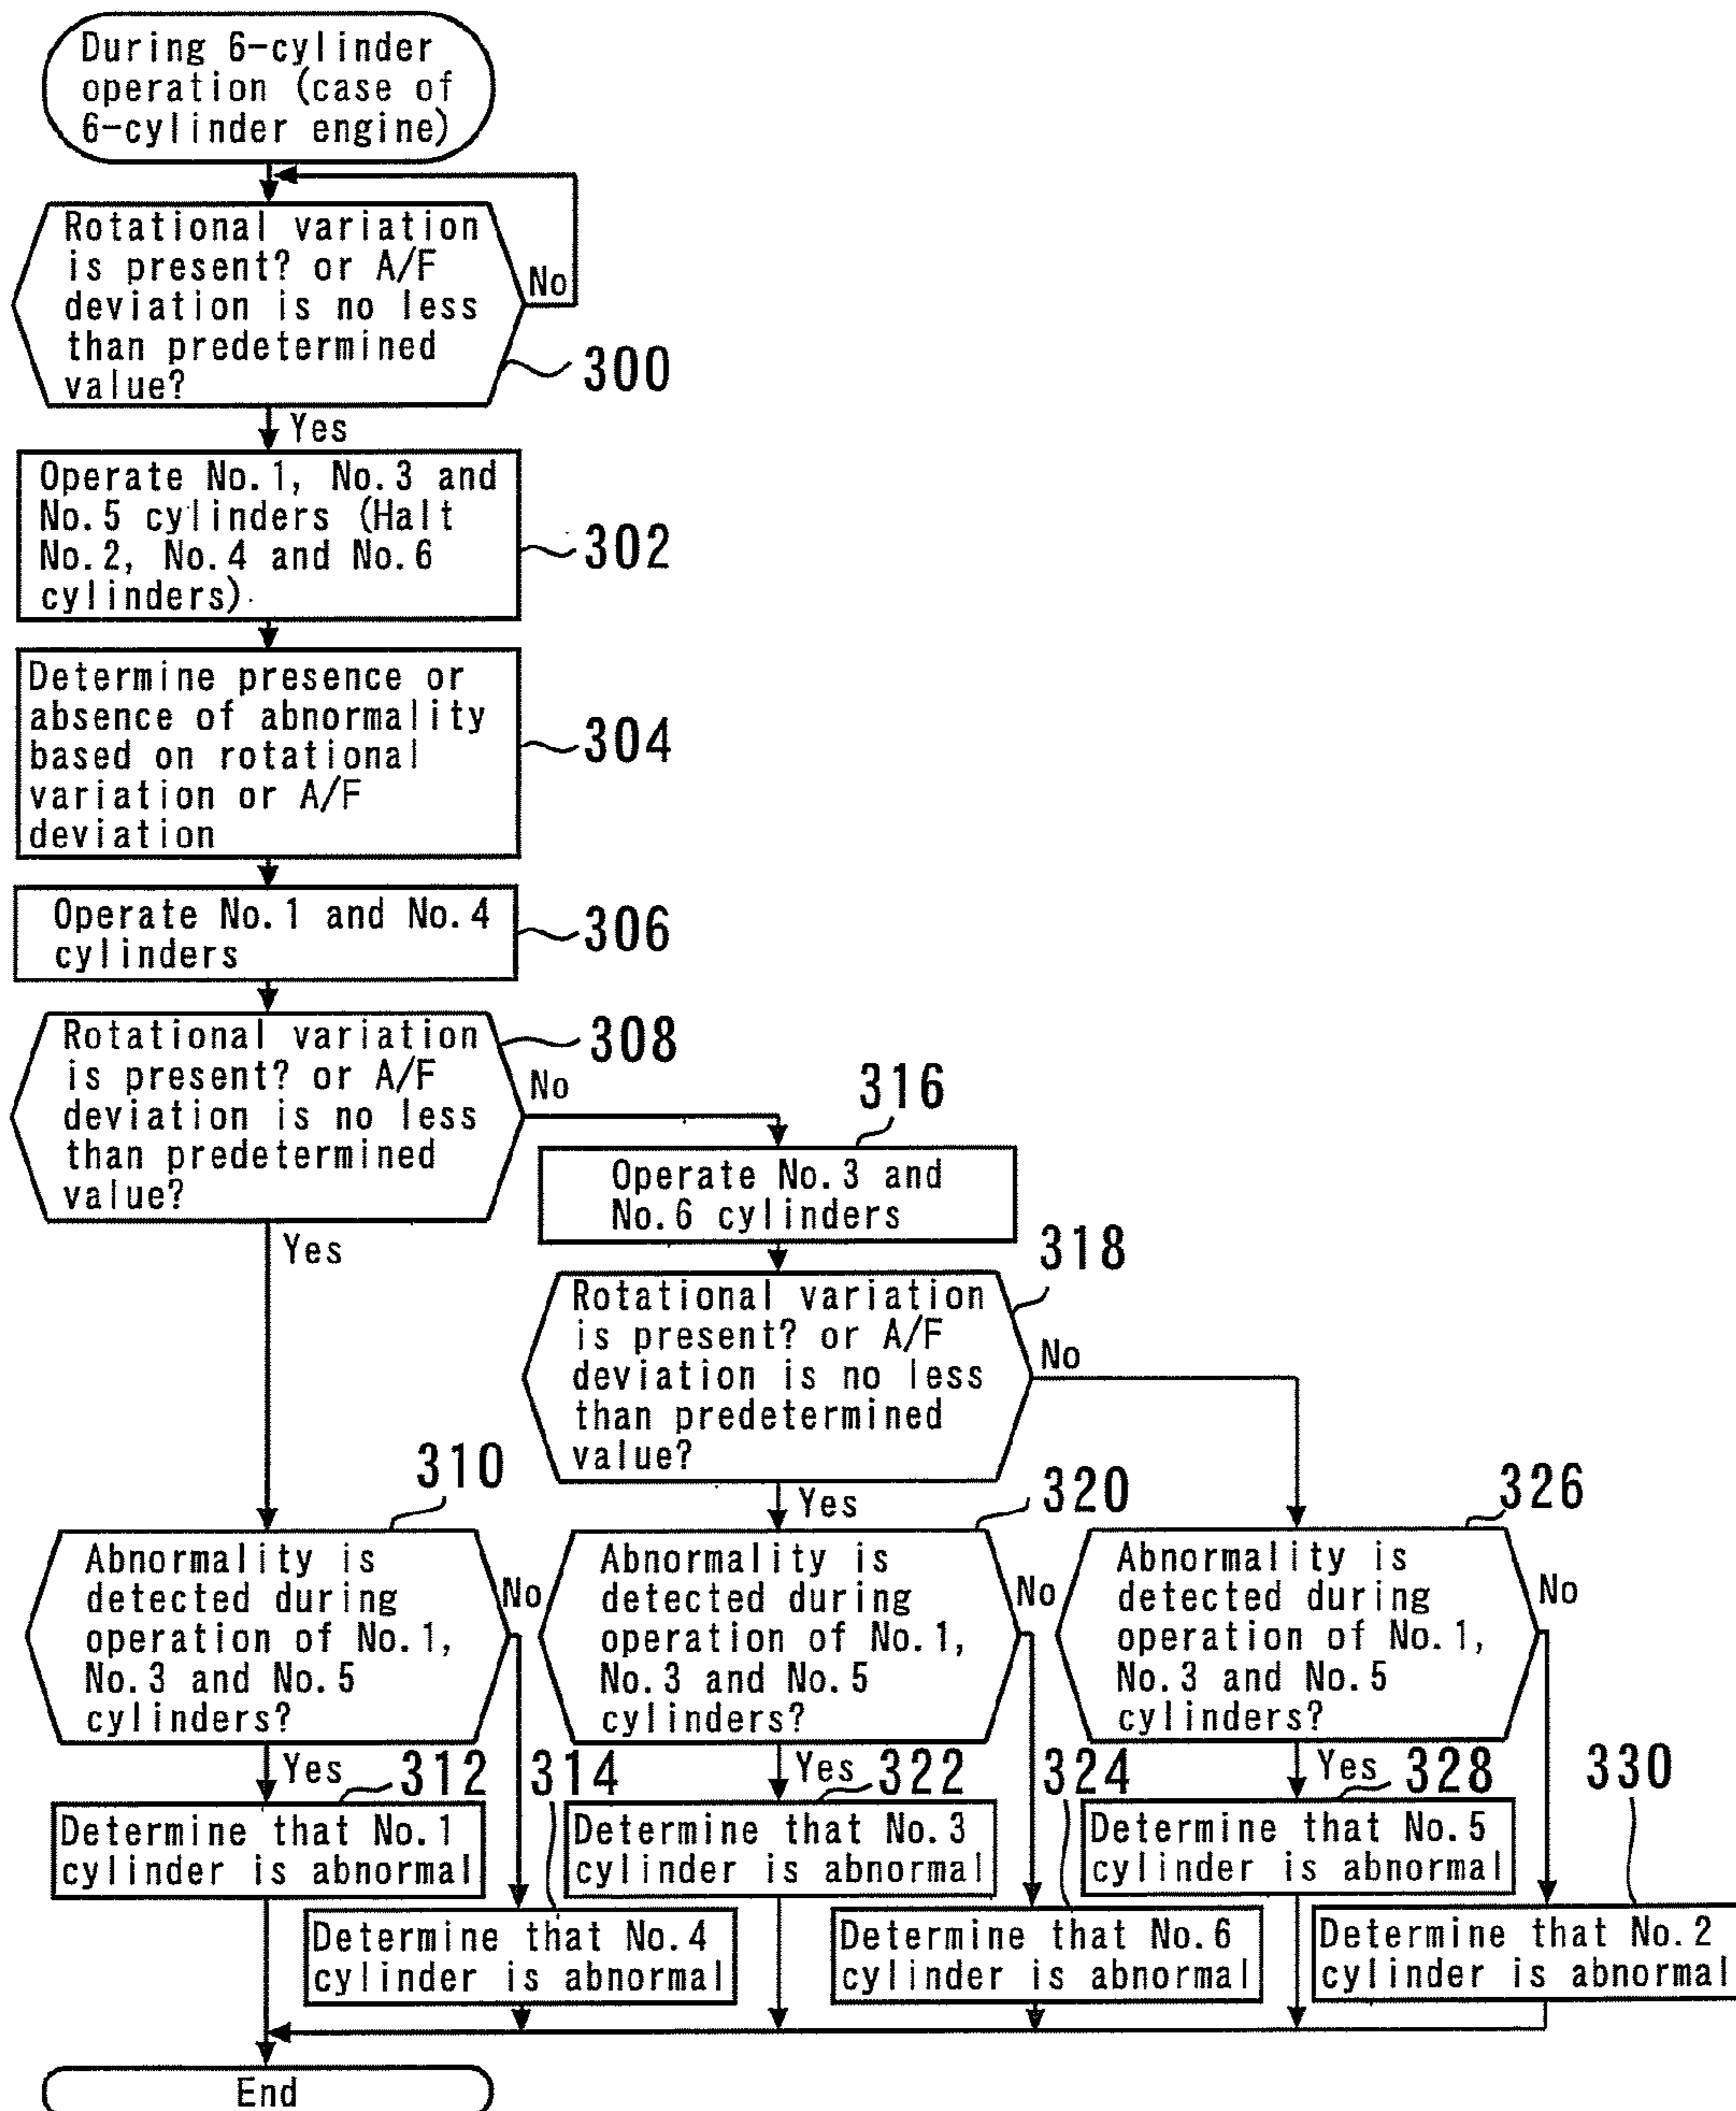 During 6-cylinder
operation (case of
6-cylinder engine)
Rotational variation
is present? or A/F
deviation is no less
than predetermined
value?
No
300
Yes
Operate No.1, No.3 and
No.5 cylinders (Halt
No.2, No.4 and No.6
cylinders)
302
Determine presence or
absence of abnormality
based on rotational
variation or A/F
deviation
304
Operate No.1 and No.4
cylinders
306
Rotational variation
is present? or A/F
deviation is no less
than predetermined
value?
308
No
Yes
316
Operate No.3 and
No.6 cylinders
318
Rotational variation
is present? or A/F
deviation is no less
than predetermined
value?
No
Yes
310
Abnormality is
detected during
operation of No.1,
No.3 and No.5
cylinders?
No
Yes
312
Determine that No.1
cylinder is abnormal
314
Determine that No.4
cylinder is abnormal
320
Abnormality is
detected during
operation of No.1,
No.3 and No.5
cylinders?
No
Yes
322
Determine that No.3
cylinder is abnormal
324
Determine that No.6
cylinder is abnormal
326
Abnormality is
detected during
operation of No.1,
No.3 and No.5
cylinders?
No
Yes
328
Determine that No.5
cylinder is abnormal
330
Determine that No.2
cylinder is abnormal
End